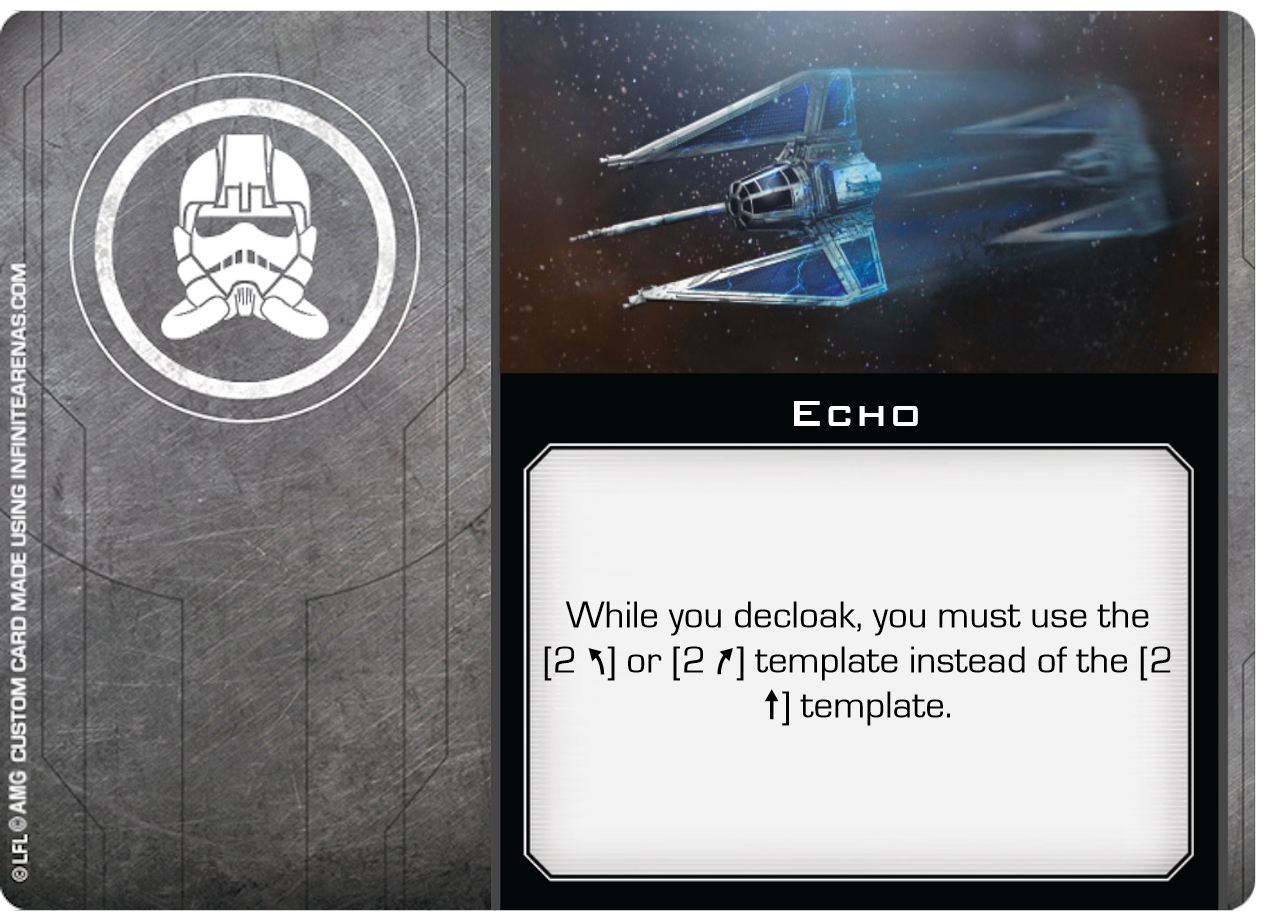 Echo
While you decloak, you must use the
[2 ↖] or [2 ↗] template instead of the [2
↑] template.
©LFL ©AMG CUSTOM CARD MADE USING INFINITEARENAS.COM